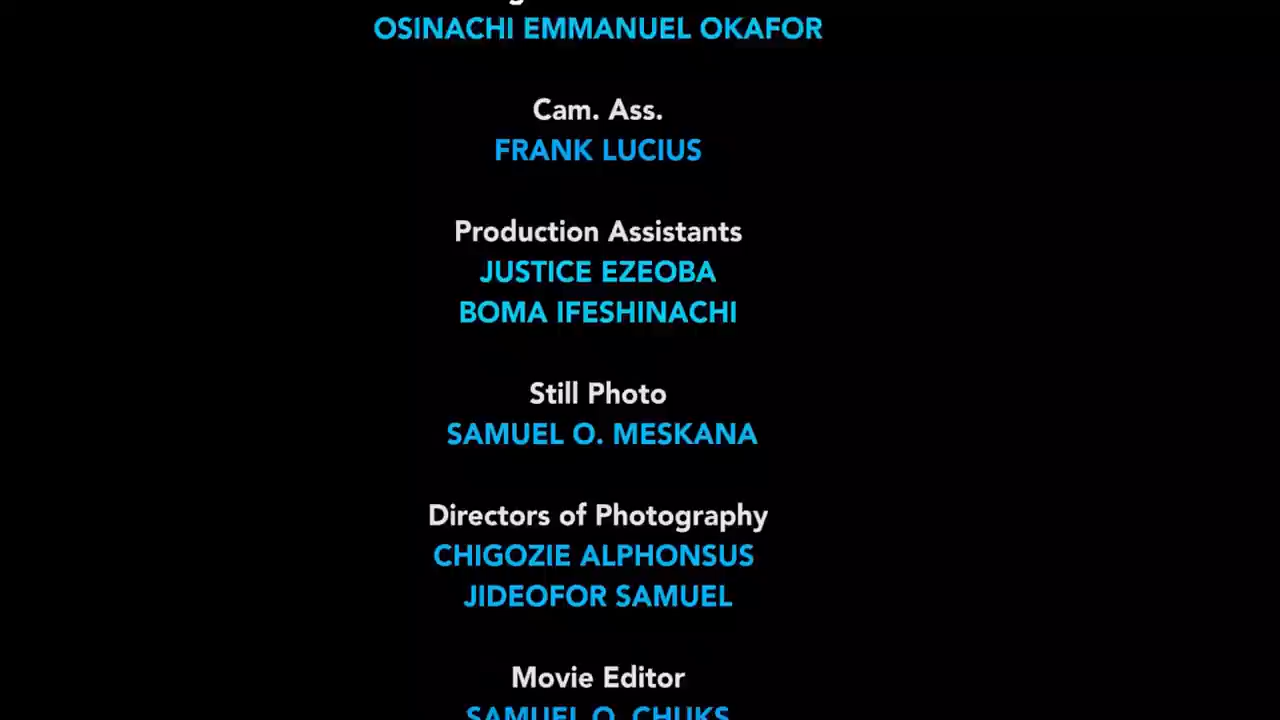 OSINACHI EMMANUEL OKAFOR
Cam. Ass.
FRANK LUCIUS
Production Assistants
JUSTICE EZEOBA
BOMA IFESHINACHI
Still Photo
SAMUEL O. MESKANA
Directors of Photography
CHIGOZIE ALPHONSUS
JIDEOFOR SAMUEL
Movie Editor
SAMUEL O. CHUKS